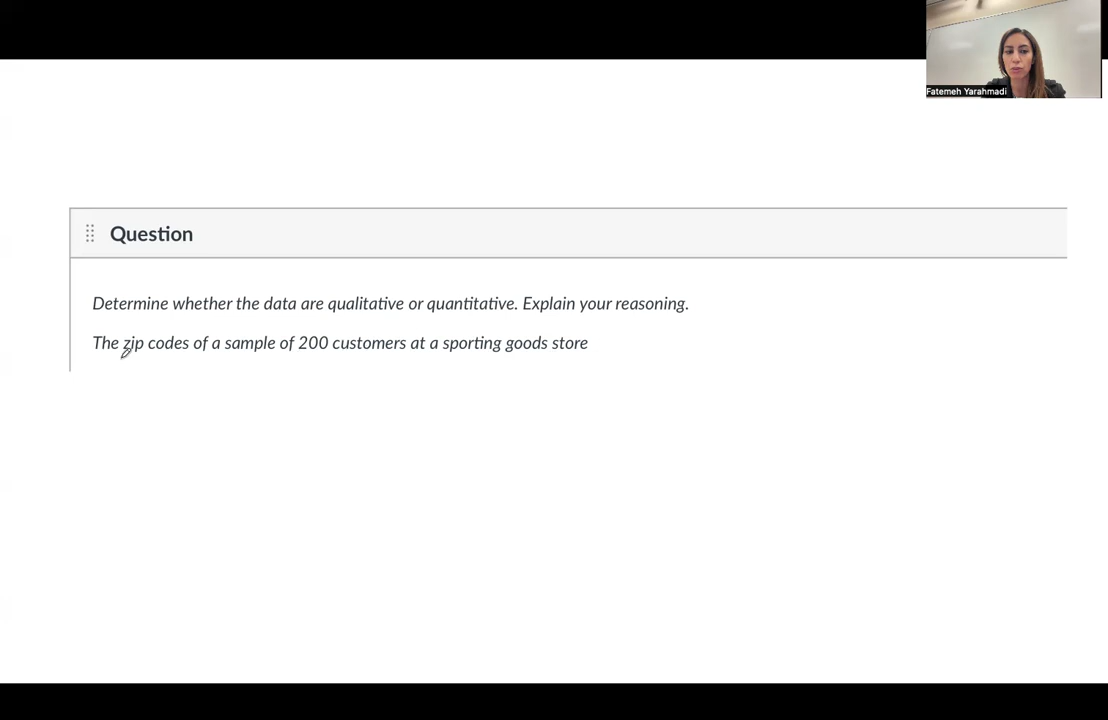 Fatemeh Yarahmadi
Question
Determine whether the data are qualitative or quantitative. Explain your reasoning.
The zip codes of a sample of 200 customers at a sporting goods store